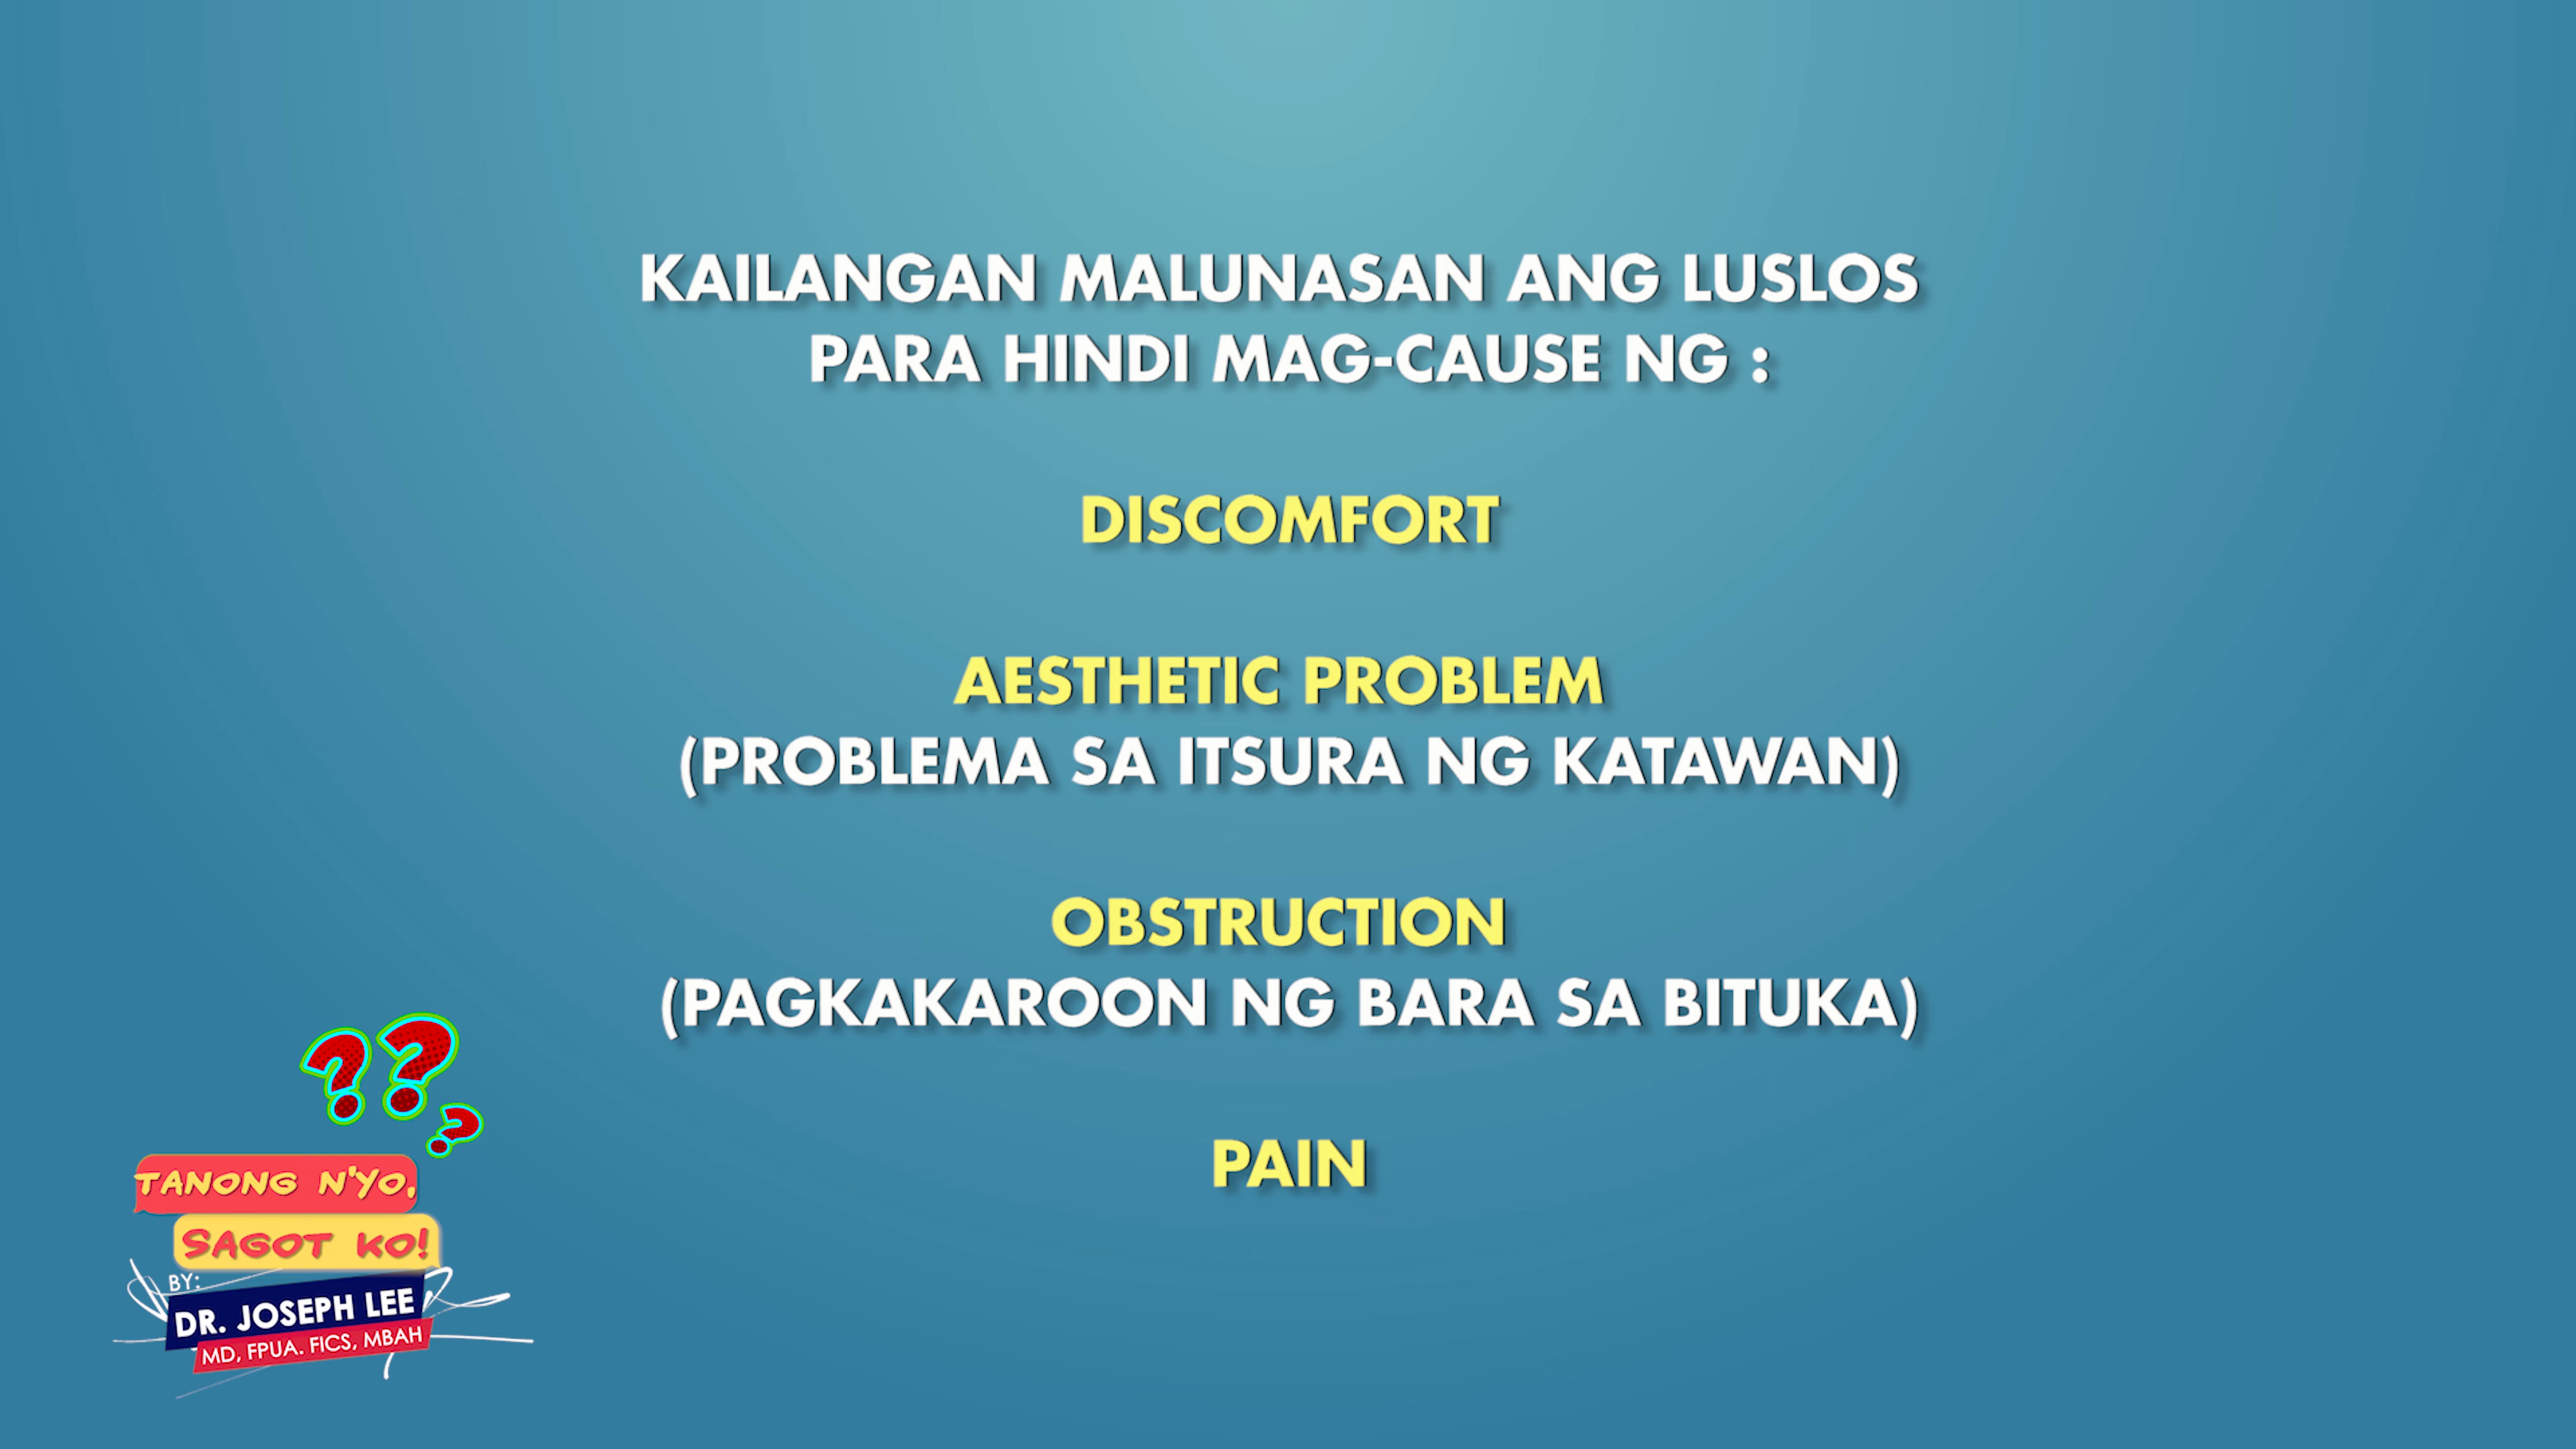 KAILANGAN MALUNASAN ANG LUSLOS
PARA HINDI MAG-CAUSE NG :
DISCOMFORT
AESTHETIC PROBLEM
(PROBLEMA SA ITSURA NG KATAWAN)
OBSTRUCTION
(PAGKAKAROON NG BARA SA BITUKA)
PAIN
???
TANONG N'YO,
SAGOT KO!
BY:
DR. JOSEPH LEE
MD, FPUA. FICS, MBAH